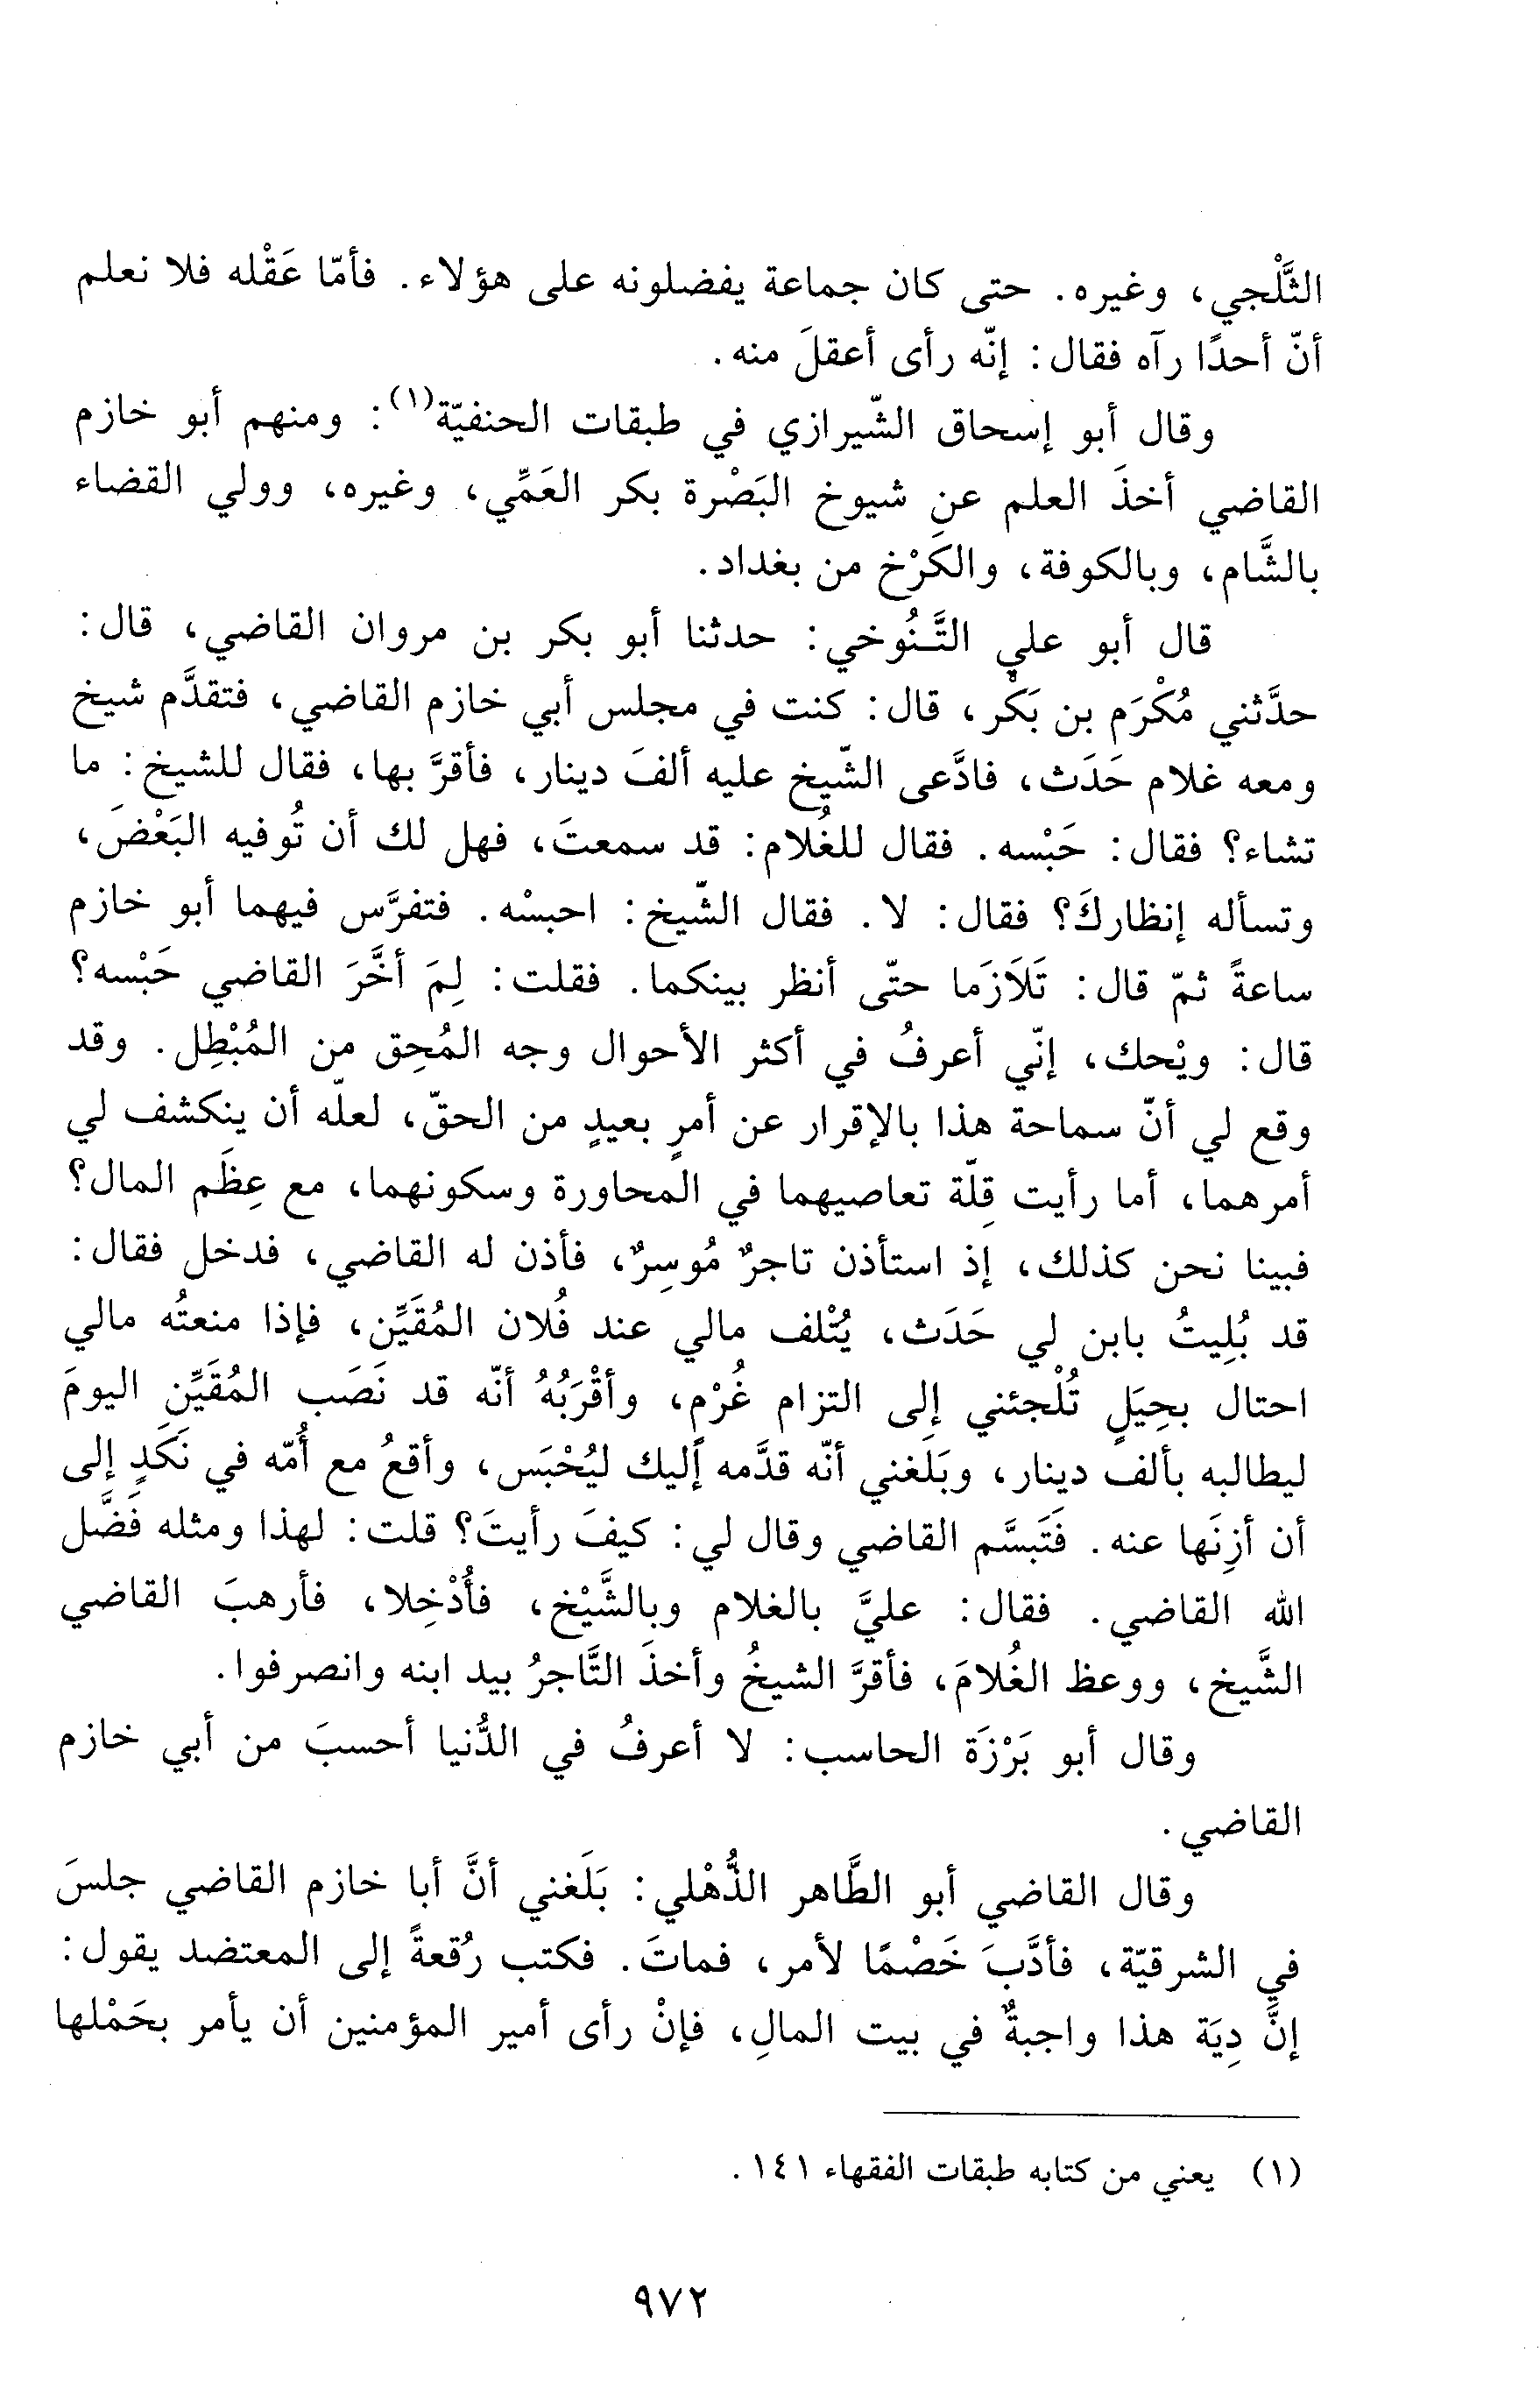 الثَّلْجي، وغيره. حتى كان جماعة يفضلونه على هؤلاء. فأمّا عَقْله فلا نعلم
أنّ أحدًا رآه فقال: إنّه رأى أعقلَ منه.
وقال أبو إسحاق الشّيرازي في طبقات الحنفيّة(١): ومنهم أبو خازم
القاضي أخذَ العلم عن شيوخ البَصْرة بكر العَمِّي، وغيره، وولي القضاء
بالشَّام، وبالكوفة، والكَرْخ من بغداد.
قال أبو علي التَّنُوخي: حدثنا أبو بكر بن مروان القاضي، قال:
حدَّثني مُكْرَم بن بَكْر، قال: كنت في مجلس أبي خازم القاضي، فتقدَّم شيخ
ومعه غلام حَدَث، فادَّعى الشّيخ عليه ألفَ دينار، فأقرَّ بها، فقال للشيخ: ما
تشاء؟ فقال: حَبْسه. فقال للغُلام: قد سمعتَ، فهل لك أن تُوفيه البَعْضَ،
وتسأله إنظاركَ؟ فقال: لا. فقال الشّيخ: احبسْه. فتفرَّس فيهما أبو خازم
ساعةً ثمّ قال: تَلَازَما حتّى أنظر بينكما. فقلت: لِمَ أخَّرَ القاضي حَبْسه؟
قال: ويْحك، إنّي أعرفُ في أكثر الأحوال وجه المُحِق من المُبْطِل. وقد
وقع لي أنّ سماحة هذا بالإقرار عن أمرٍ بعيدٍ من الحقّ، لعلّه أن ينكشف لي
أمرهما، أما رأيت قِلّة تعاصيهما في المحاورة وسكونهما، مع عِظَم المال؟
فبينا نحن كذلك، إذ استأذن تاجرٌ مُوسِرٌ، فأذن له القاضي، فدخل فقال:
قد بُلِيتُ بابن لي حَدَث، يُتْلف مالي عند فُلان المُقَيِّن، فإذا منعتُه مالي
احتال بحِيَلٍ تُلْجئني إلى التزام غُرْمٍ، وأقْرَبُهُ أنّه قد نَصَب المُقَيِّن اليومَ
ليطالبه بألف دينار، وبَلَغني أنّه قدَّمه إليك ليُحْبَس، وأقعُ مع أُمّه في نَكَدٍ إلى
أن أزِنَها عنه. فَتَبسَّم القاضي وقال لي: كيفَ رأيتَ؟ قلت: لهذا ومثله فَضَّل
الله القاضي. فقال: عليَّ بالغلام وبالشَّيْخ، فأُدْخِلا، فأرهبَ القاضي
الشَّيخ، ووعظ الغُلامَ، فأقرَّ الشيخُ وأخذَ التَّاجرُ بيد ابنه وانصرفوا.
وقال أبو بَرْزَة الحاسب: لا أعرفُ في الدُّنيا أحسبَ من أبي خازم
القاضي.
وقال القاضي أبو الطَّاهر الذُّهْلي: بَلَغني أنَّ أبا خازم القاضي جلسَ
في الشرقيّة، فأدَّبَ خَصْمًا لأمر، فماتَ. فكتب رُقعةً إلى المعتضد يقول:
إنَّ دِيَة هذا واجبةٌ في بيت المالِ، فإنْ رأى أمير المؤمنين أن يأمر بحَمْلها
(١) يعني من كتابه طبقات الفقهاء ١٤١.
٩٧٢